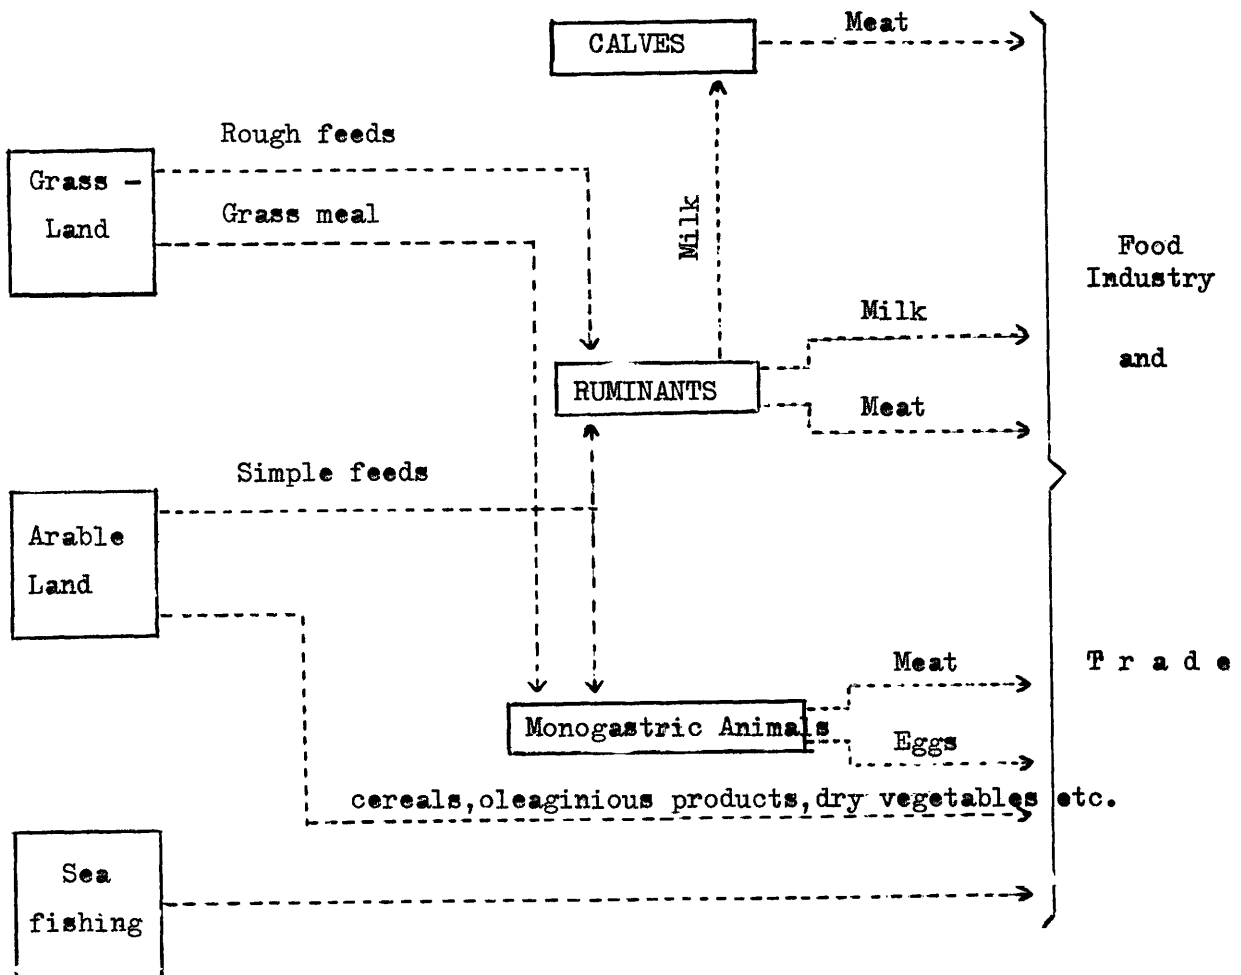 Meat
CALVES
Rough feeds
Grass -
Land
Grass meal
Milk
Food
Industry
and
Milk
RUMINANTS
Meat
Simple feeds
Arable
Land
Meat
T r a d e
Monogastric Animals
Eggs
cereals,oleaginious products,dry vegetables etc.
Sea
fishing